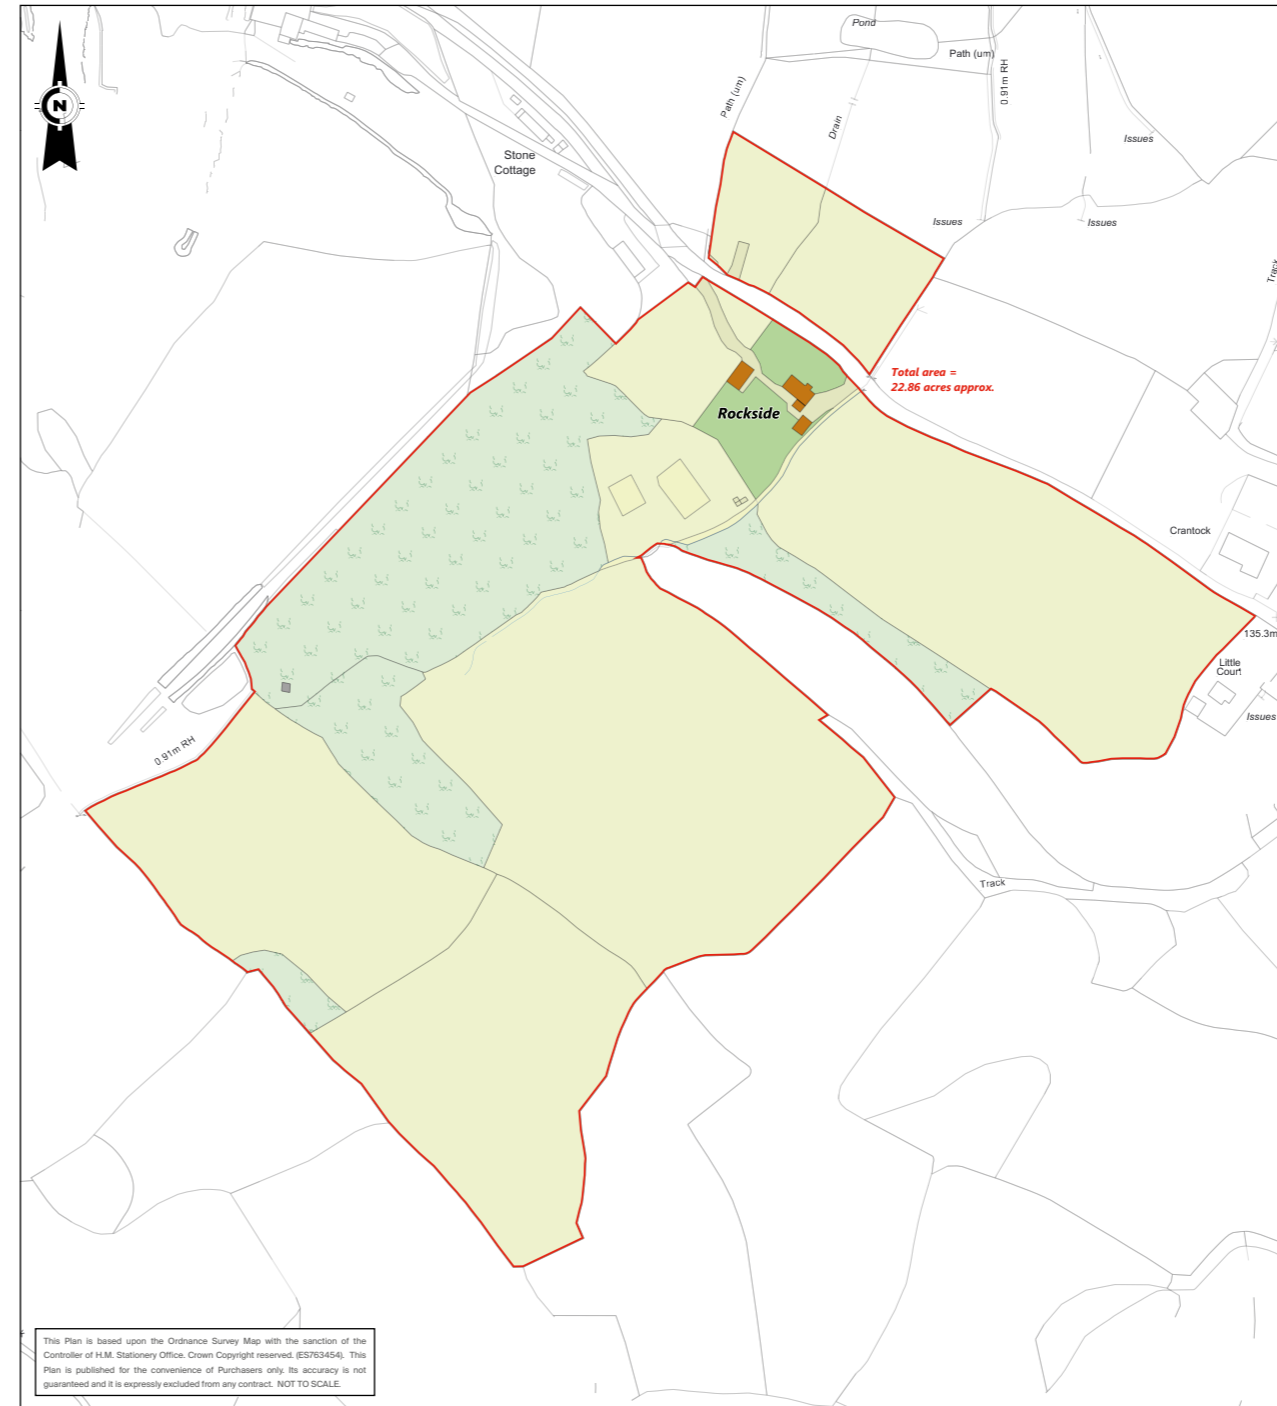 Pond
Path (um)
0.91m RH
Path (um)
Drain
Issues
N
Stone
Cottage
Issues
Issues
Track
Total area =
22.86 acres approx.
Rockside
Crantock
135.3m
Little
Court
Issues
0.91m RH
Track
This Plan is based upon the Ordnance Survey Map with the sanction of the
Controller of H.M. Stationery Office. Crown Copyright reserved. (ES763454). This
Plan is published for the convenience of Purchasers only. Its accuracy is not
guaranteed and it is expressly excluded from any contract. NOT TO SCALE.